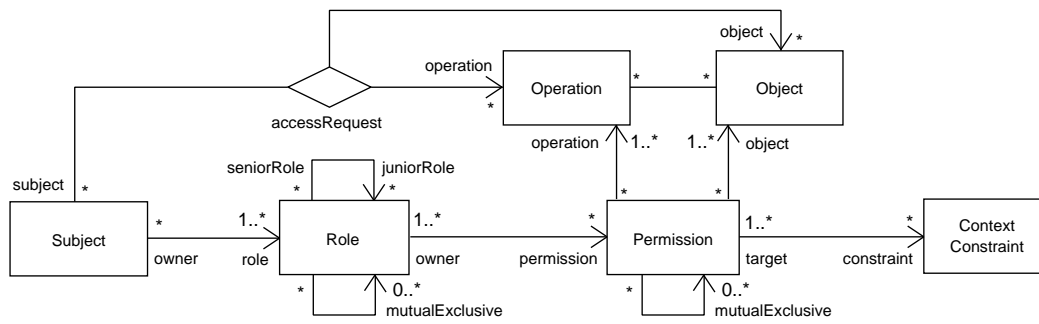 object
*
operation
*
Operation
*
*
Object
accessRequest
operation
1..*
1..*
object
seniorRole
juniorRole
*
*
subject
*
*
*
Subject
*
1..*
Role
1..*
*
Permission
1..*
*
Context
Constraint
owner
role
owner
permission
target
constraint
*
0..*
*
0..*
mutualExclusive
mutualExclusive